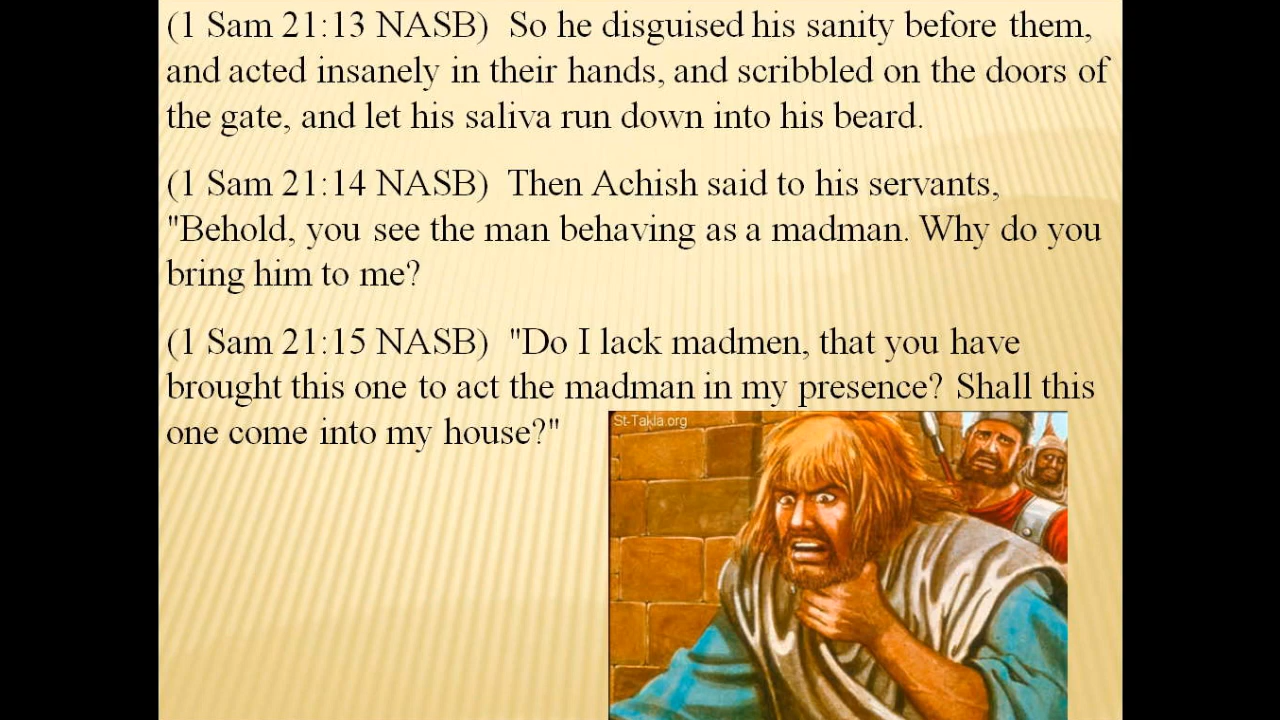 (1 Sam 21:13 NASB)  So he disguised his sanity before them,
and acted insanely in their hands, and scribbled on the doors of
the gate, and let his saliva run down into his beard.
(1 Sam 21:14 NASB)  Then Achish said to his servants,
"Behold, you see the man behaving as a madman. Why do you
bring him to me?
(1 Sam 21:15 NASB)  "Do I lack madmen, that you have
brought this one to act the madman in my presence? Shall this
one come into my house?"
St-Takla.org